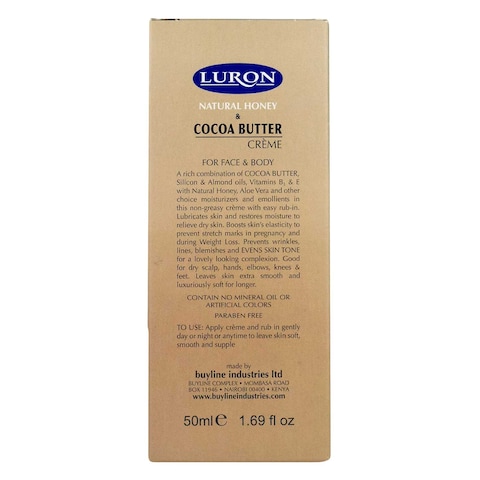 LURON
NATURAL HONEY
&
COCOA BUTTER
CRÈME
FOR FACE & BODY
A rich combination of COCOA BUTTER,
Silicon & Almond oils, Vitamins B, & E
with Natural Honey, Aloe Vera and other
choice moisturizers and emollients in
this non-greasy crème with easy rub-in.
Lubricates skin and restores moisture to
relieve dry skin. Boosts skin's elasticity to
prevent stretch marks in pregnancy and
during Weight Loss. Prevents wrinkles,
lines, blemishes and EVENS SKIN TONE
for a lovely looking complexion. Good
for dry scalp, hands, elbows, knees &
feet. Leaves skin extra smooth and
luxuriously soft for longer.
CONTAIN NO MINERAL OIL OR
ARTIFICIAL COLORS
PARABEN FREE
TO USE: Apply crème and rub in gently
day or night or anytime to leave skin soft,
smooth and supple
made by
buyline industries ltd
BUYLINE COMPLEX • MOMBASA ROAD
BOX 11946 • NAIROBI 00400 • KENYA
www.buylineindustries.com
50ml℮ 1.69 fl oz